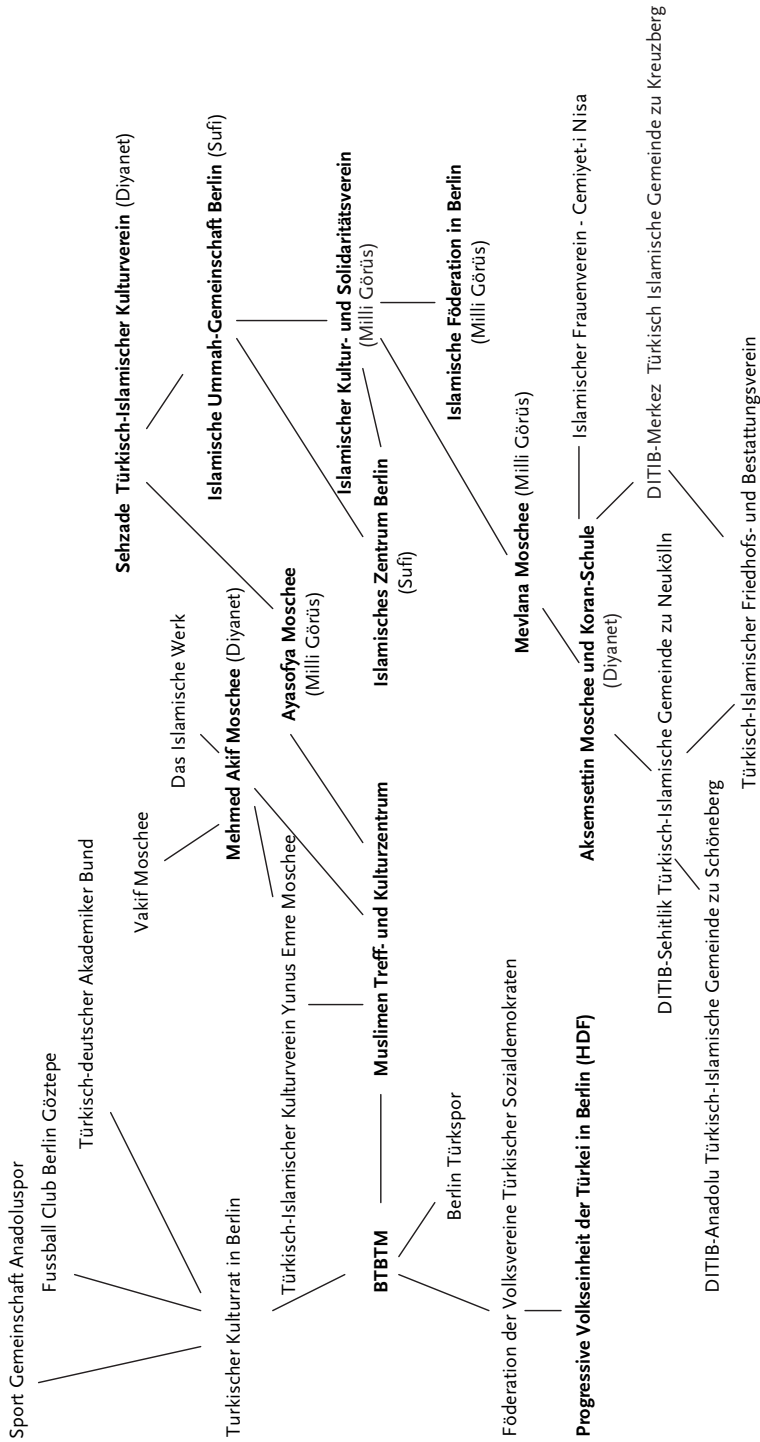 Sport Gemeinschaft Anadoluspor
Fussball Club Berlin Göztepe
Türkisch-deutscher Akademiker Bund
Sehzade Türkisch-Islamischer Kulturverein (Diyanet)
Vakif Moschee
Das Islamische Werk
Islamische Ummah-Gemeinschaft Berlin (Sufi)
Turkischer Kulturrat in Berlin
Mehmed Akif Moschee (Diyanet)
Türkisch-Islamischer Kulturverein Yunus Emre Moschee
Ayasofya Moschee
(Milli Görüs)
Islamischer Kultur- und Solidaritätsverein
(Milli Görüs)
BTBTM
Muslimen Treff- und Kulturzentrum
Islamisches Zentrum Berlin
(Sufi)
Berlin Türkspor
Islamische Föderation in Berlin
(Milli Görüs)
Föderation der Volksvereine Türkischer Sozialdemokraten
Mevlana Moschee (Milli Görüs)
Progressive Volkseinheit der Türkei in Berlin (HDF)
Aksemsettin Moschee und Koran-Schule
(Diyanet)
Islamischer Frauenverein - Cemiyet-i Nisa
DITIB-Sehitlik Türkisch-Islamische Gemeinde zu Neukölln
DITIB-Merkez Türkisch Islamische Gemeinde zu Kreuzberg
DITIB-Anadolu Türkisch-Islamische Gemeinde zu Schöneberg
Türkisch-Islamischer Friedhofs- und Bestattungsverein